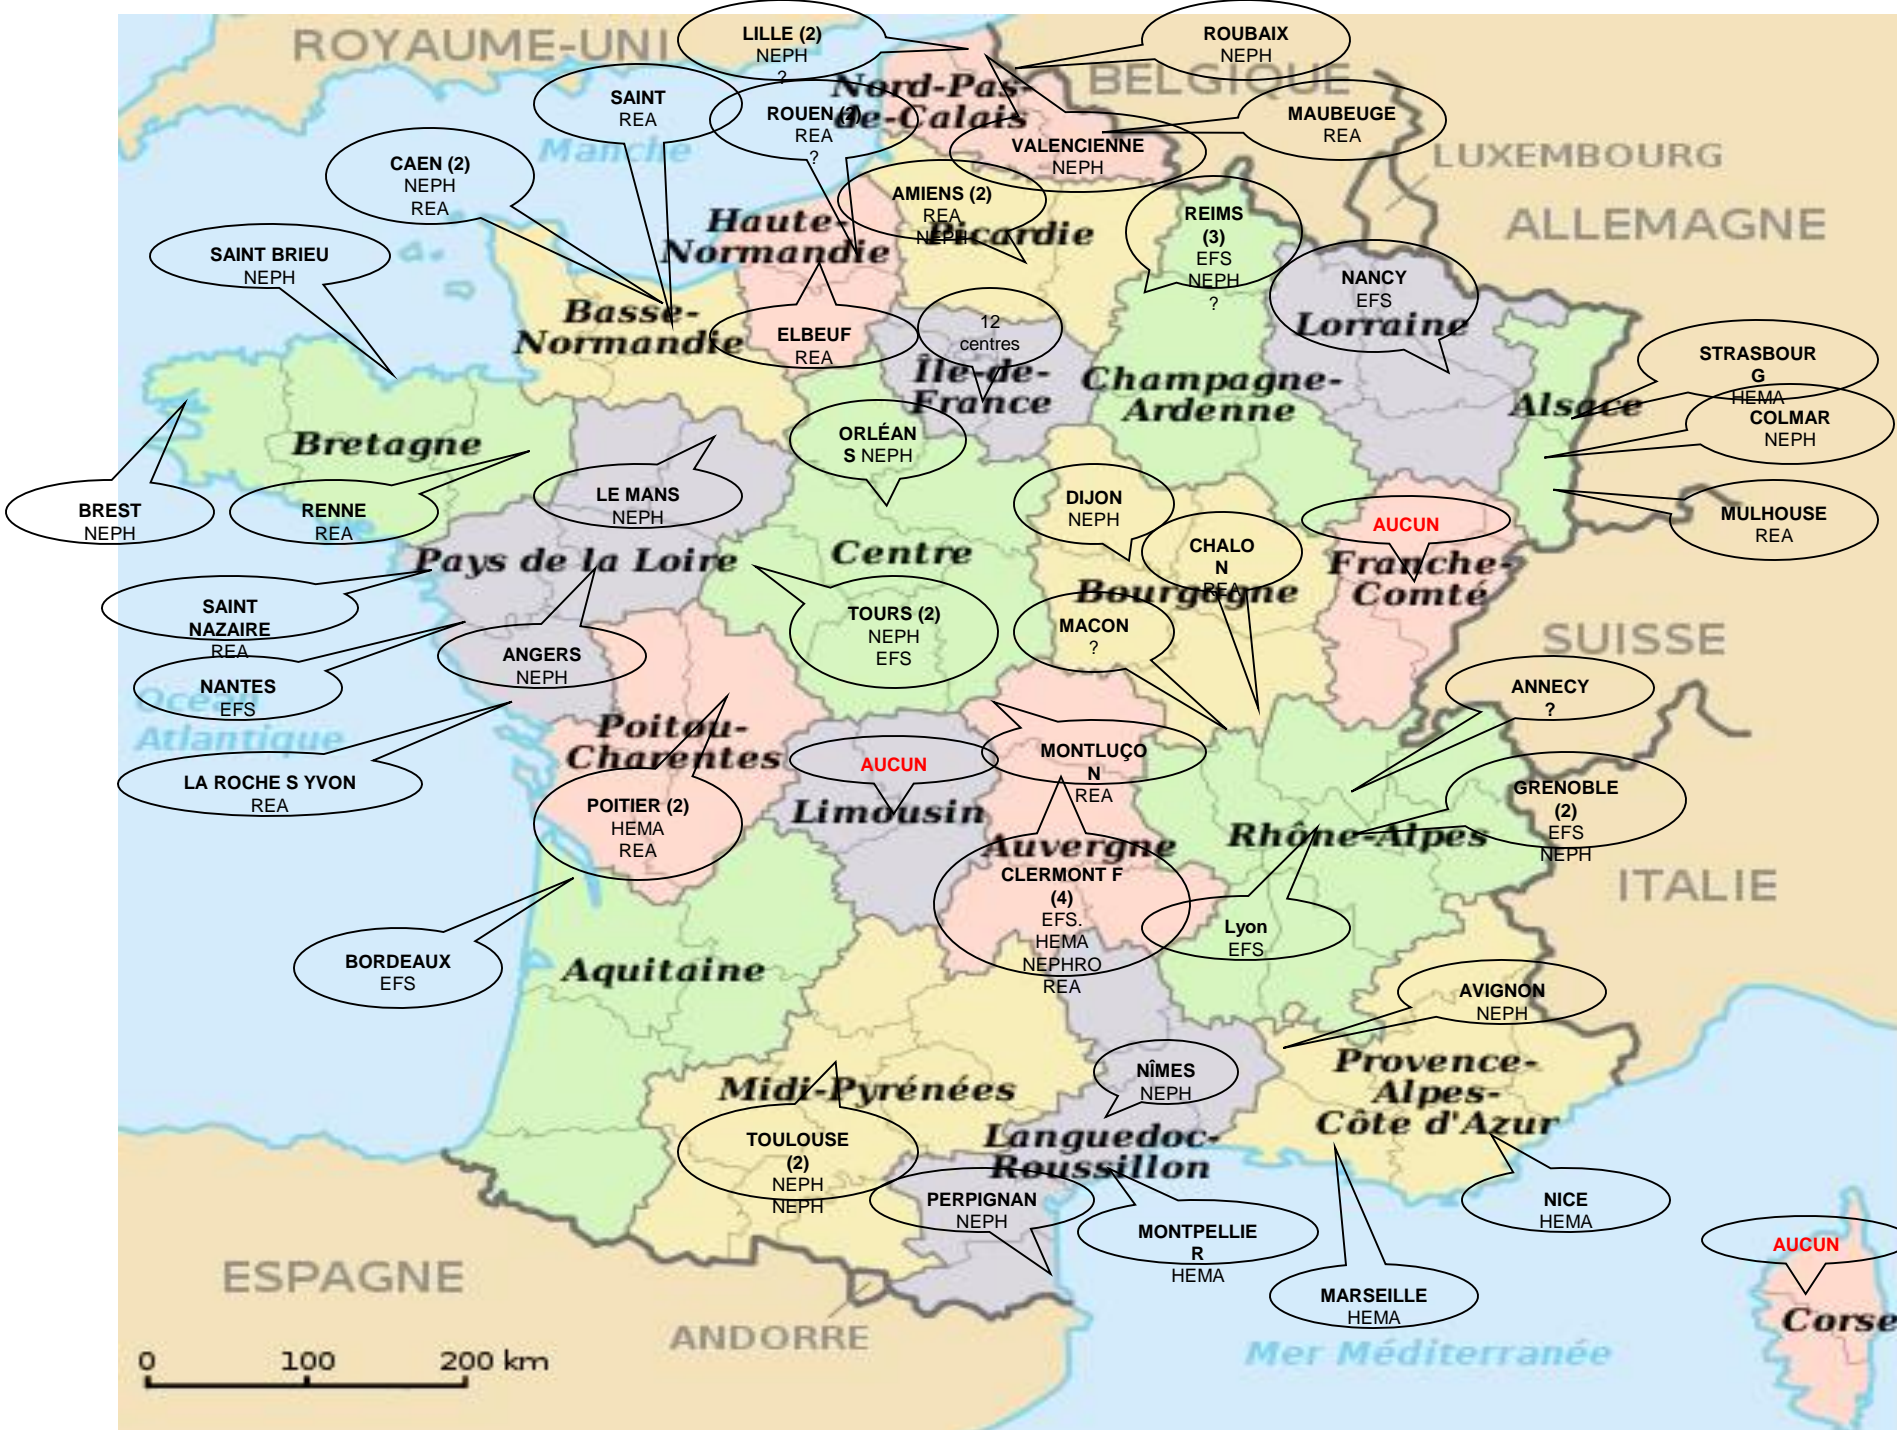 ROYAUME-UNI
LILLE (2)
NEPH
?
ROUBAIX
NEPH
BELGIQUE
Nord-Pas-
de-Calais
SAINT
REA
ROUEN (2)
REA
?
MAUBEUGE
REA
VALENCIENNE
NEPH
Manche
LUXEMBOURG
CAEN (2)
NEPH
REA
AMIENS (2)
REA
NEPH
Picardie
REIMS
(3)
EFS
NEPH
?
ALLEMAGNE
Haute-
Normandie
SAINT BRIEU
NEPH
NANCY
EFS
Lorraine
Basse-
Normandie
ELBEUF
REA
12
centres
Île-de-
France
Champagne-
Ardenne
STRASBOUR
G
HEMA
Alsace
COLMAR
NEPH
Bretagne
ORLÉAN
S NEPH
BREST
NEPH
RENNE
REA
LE MANS
NEPH
DIJON
NEPH
AUCUN
MULHOUSE
REA
CHALO
N
REA
Pays de la Loire
Centre
Bourgogne
Franche-
Comté
SAINT
NAZAIRE
REA
TOURS (2)
NEPH
EFS
MACON
?
SUISSE
ANGERS
NEPH
NANTES
EFS
Océan
Atlantique
ANNECY
?
Poitou-
Charentes
AUCUN
MONTLUÇO
N
REA
LA ROCHE S YVON
REA
POITIER (2)
HEMA
REA
Limousin
Auvergne
Rhône-Alpes
GRENOBLE
(2)
EFS
NEPH
CLERMONT F
(4)
EFS.
HEMA
NEPHRO
REA
ITALIE
Lyon
EFS
BORDEAUX
EFS
Aquitaine
AVIGNON
NEPH
NÎMES
NEPH
Provence-
Alpes-
Côte d'Azur
Midi-Pyrénées
TOULOUSE
(2)
NEPH
NEPH
Languedoc-
Roussillon
PERPIGNAN
NEPH
NICE
HEMA
MONTPELLIE
R
HEMA
AUCUN
ESPAGNE
MARSEILLE
HEMA
Corse
ANDORRE
Mer Méditerranée
0 100 200 km